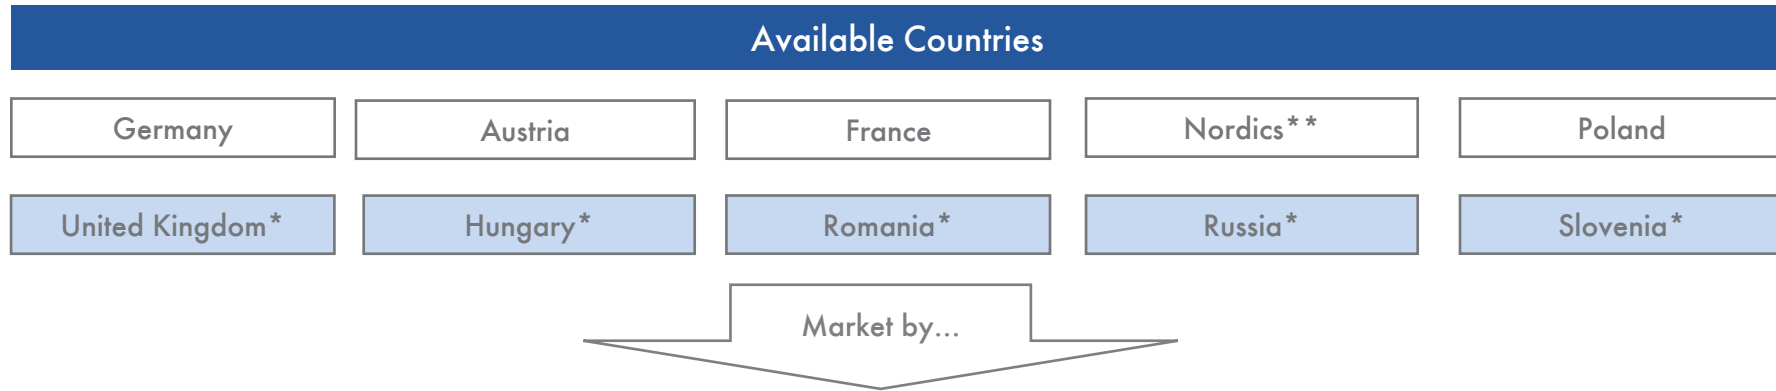 Available Countries
Germany
Austria
France
Nordics**
Poland
United Kingdom*
Hungary*
Romania*
Russia*
Slovenia*
Market by...